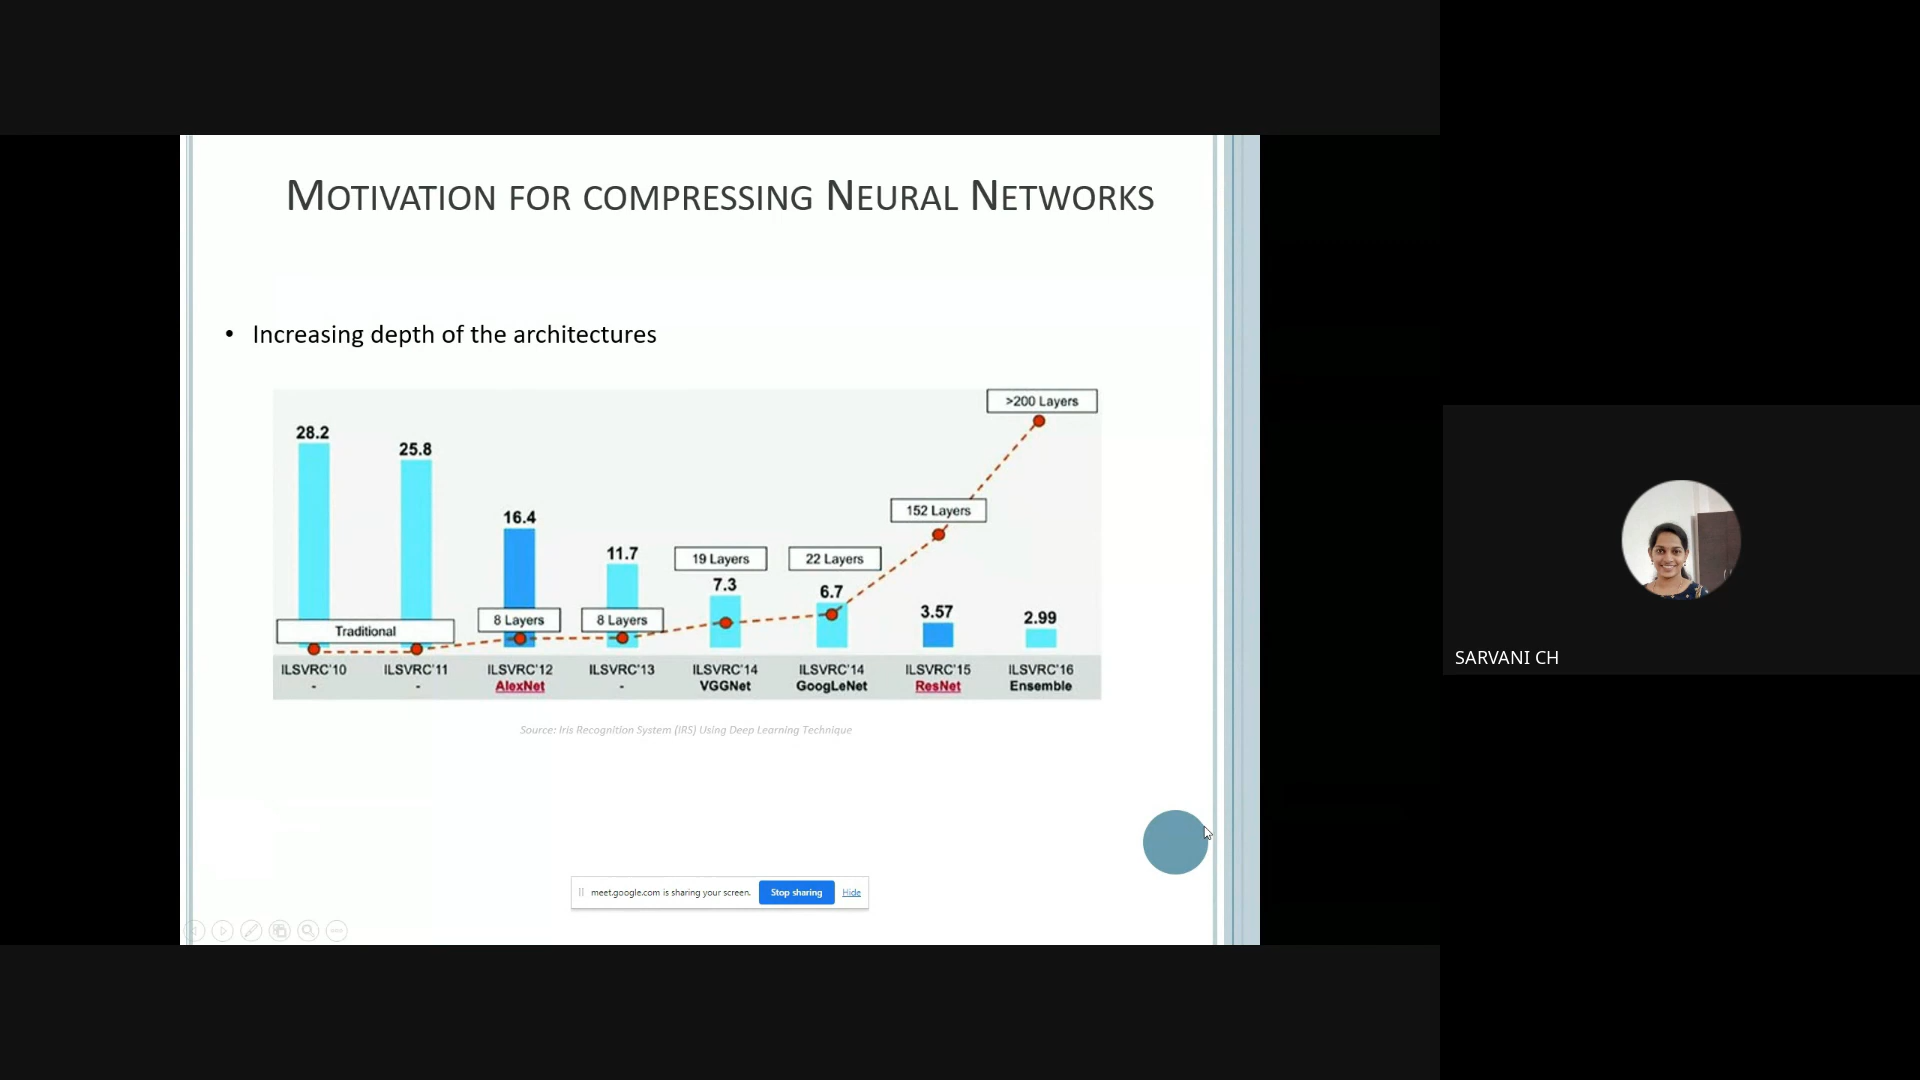 MOTIVATION FOR COMPRESSING NEURAL NETWORKS
• Increasing depth of the architectures
>200 Layers
28.2
25.8
152 Layers
16.4
11.7
19 Layers
22 Layers
7.3
6.7
3.57
2.99
Traditional
8 Layers
8 Layers
ILSVRC'10 ILSVRC'11 ILSVRC'12 ILSVRC'13 ILSVRC'14 ILSVRC'14 ILSVRC'15 ILSVRC'16
- - AlexNet - VGGNet GoogLeNet ResNet Ensemble
Source: Iris Recognition System (IRS) Using Deep Learning Technique
meet.google.com is sharing your screen. Stop sharing Hide
SARVANI CH